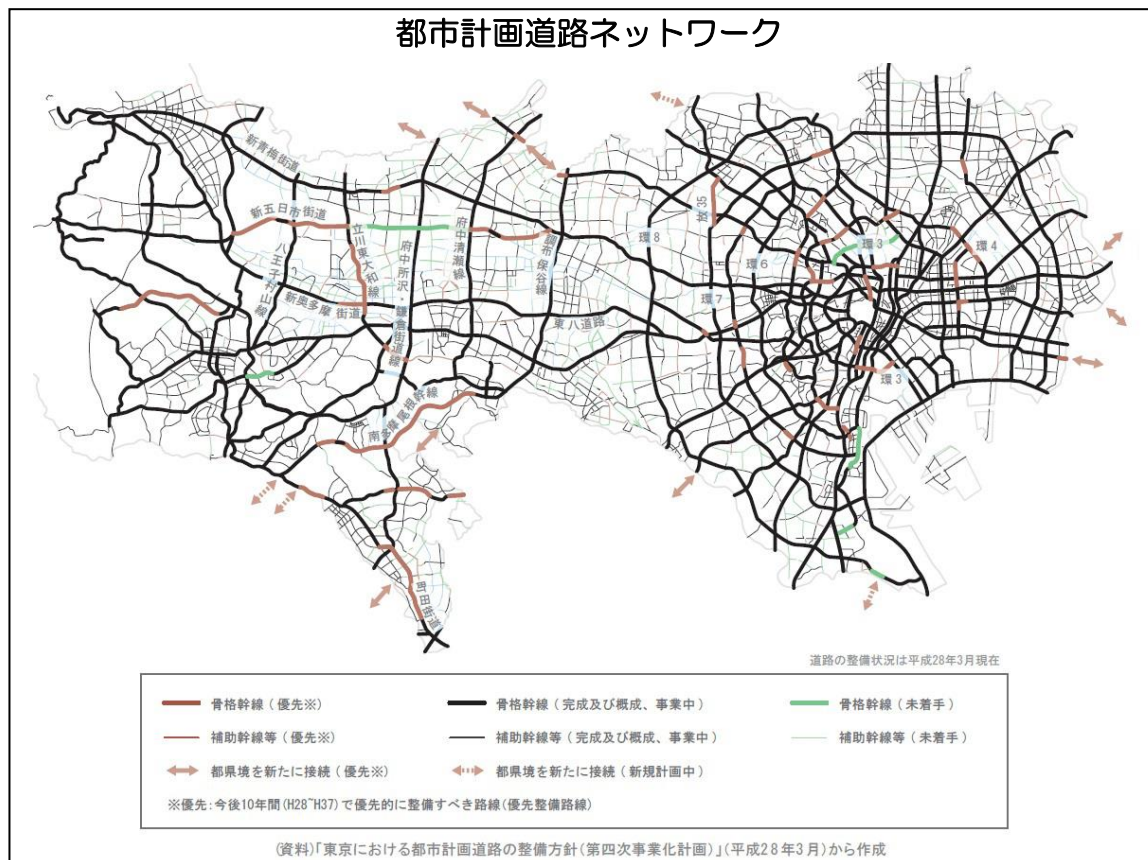 都市計画道路ネットワーク
新青梅街道
新五日市街道
立川東大和線
府中所沢・鎌倉街道線
府中清瀬線
調布保谷線
八王子村山線
新奥多摩街道
東八道路
南多摩尾根幹線
町田街道
放35
環8
環7
環6
環3
環4
環3
道路の整備状況は平成28年3月現在
骨格幹線(優先※)
骨格幹線(完成及び概成、事業中)
骨格幹線(未着手)
補助幹線等(優先※)
補助幹線等(完成及び概成、事業中)
補助幹線等(未着手)
都県境を新たに接続(優先※)
都県境を新たに接続(新規計画中)
※優先:今後10年間(H28~H37)で優先的に整備すべき路線(優先整備路線)
(資料)「東京における都市計画道路の整備方針(第四次事業化計画)」(平成28年3月)から作成